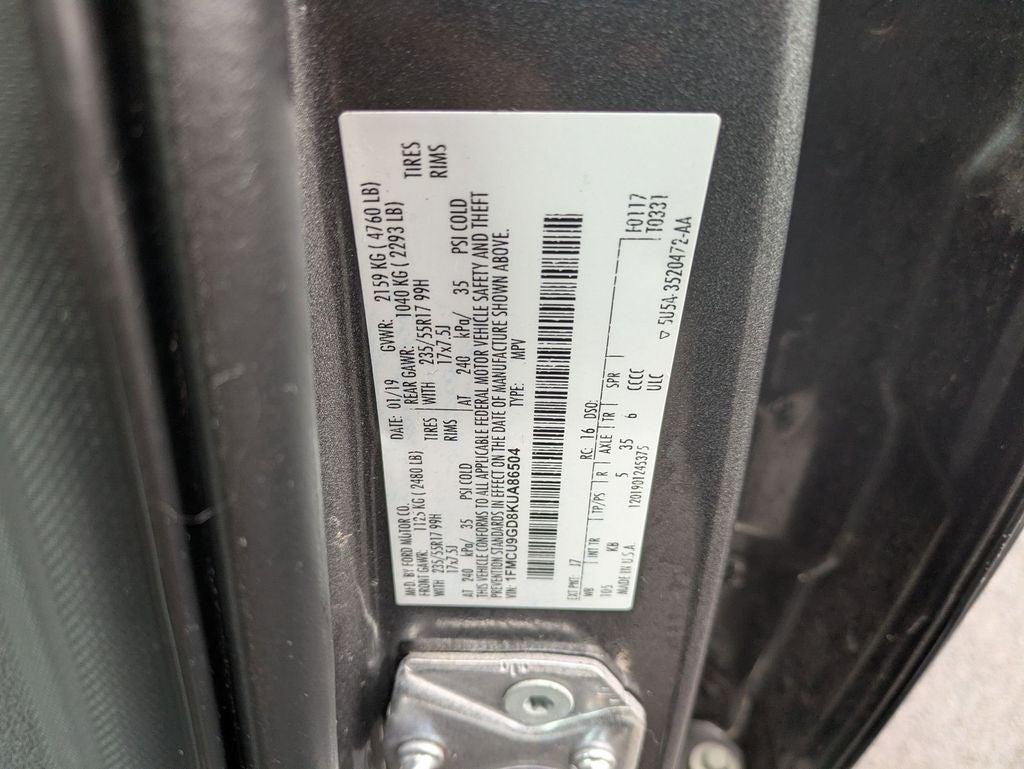 MFD. BY FORD MOTOR CO. DATE: 01/19 GVWR: 2159 KG ( 4760 LB)
FRONT GAWR: 1125 KG ( 2480 LB) REAR GAWR: 1040 KG ( 2293 LB)
WITH 235/55R17 99H TIRES WITH 235/55R17 99H TIRES
17x7.5J RIMS 17x7.5J RIMS
AT 240 kPa/ 35 PSI COLD AT 240 kPa/ 35 PSI COLD
THIS VEHICLE CONFORMS TO ALL APPLICABLE FEDERAL MOTOR VEHICLE SAFETY AND THEFT
PREVENTION STANDARDS IN EFFECT ON THE DATE OF MANUFACTURE SHOWN ABOVE.
VIN: 1FMCU9GD8KUA86504 TYPE: MPV
EXT PNT: J7 RC: 16 DSO: F0117
WB INT TR TP/PS R AXLE TR SPR T0331
105 KB 5 35 6 CCCC ULC
MADE IN U.S.A. 1201901245375 ▽ 5U5A-3520472-AA